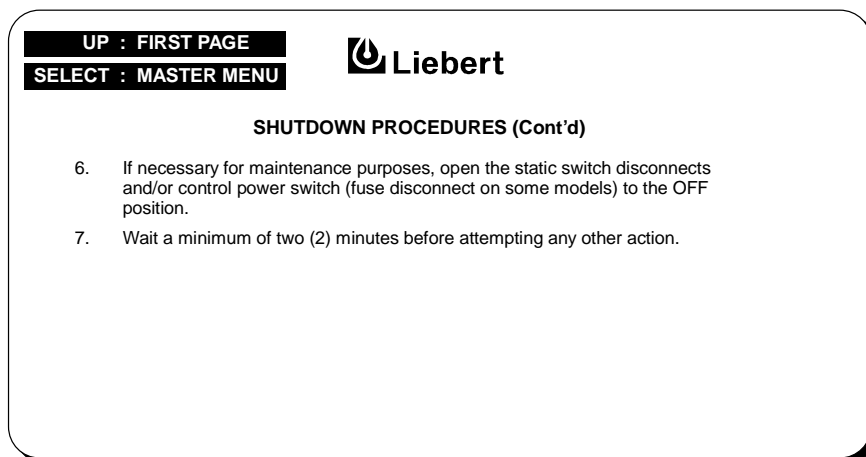 UP : FIRST PAGE
SELECT : MASTER MENU
Liebert
SHUTDOWN PROCEDURES (Cont’d)
6. If necessary for maintenance purposes, open the static switch disconnects
and/or control power switch (fuse disconnect on some models) to the OFF
position.
7. Wait a minimum of two (2) minutes before attempting any other action.